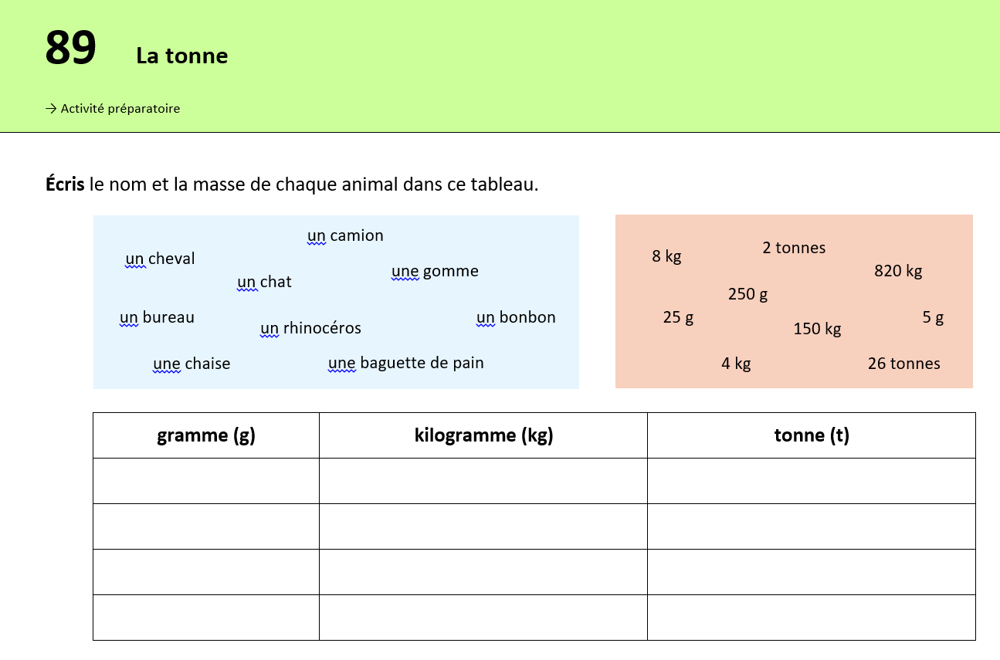 89 La tonne
→ Activité préparatoire
Écris le nom et la masse de chaque animal dans ce tableau.
un camion
un cheval
une gomme
un chat
un bureau
un rhinocéros
un bonbon
une chaise
une baguette de pain
2 tonnes
8 kg
820 kg
250 g
25 g
150 kg
5 g
4 kg
26 tonnes
gramme (g) kilogramme (kg) tonne (t)